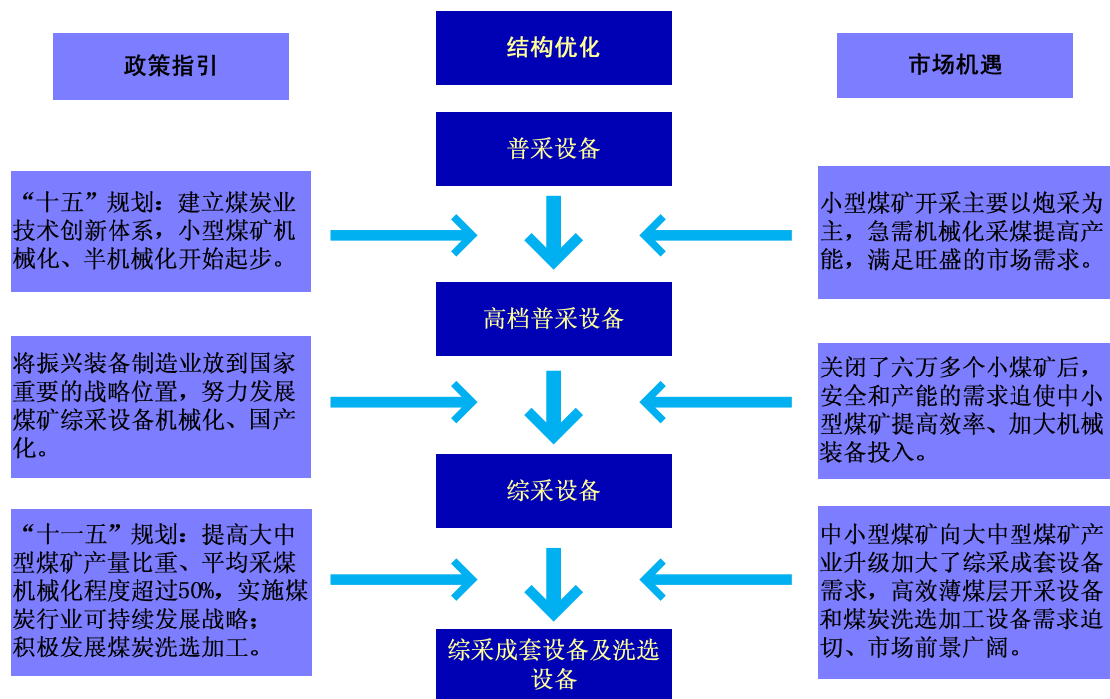 政策指引
结构优化
市场机遇
普采设备
“十五”规划：建立煤炭业
技术创新体系，小型煤矿机
械化、半机械化开始起步。
小型煤矿开采主要以炮采为
主，急需机械化采煤提高产
能，满足旺盛的市场需求。
高档普采设备
将振兴装备制造业放到国家
重要的战略位置，努力发展
煤矿综采设备机械化、国产
化。
关闭了六万多个小煤矿后，
安全和产能的需求迫使中小
型煤矿提高效率、加大机械
装备投入。
综采设备
“十一五”规划：提高大中
型煤矿产量比重、平均采煤
机械化程度超过50%，实施煤
炭行业可持续发展战略；
积极发展煤炭洗选加工。
中小型煤矿向大中型煤矿产
业升级加大了综采成套设备
需求，高效薄煤层开采设备
和煤炭洗选加工设备需求迫
切、市场前景广阔。
综采成套设备及洗选
设备